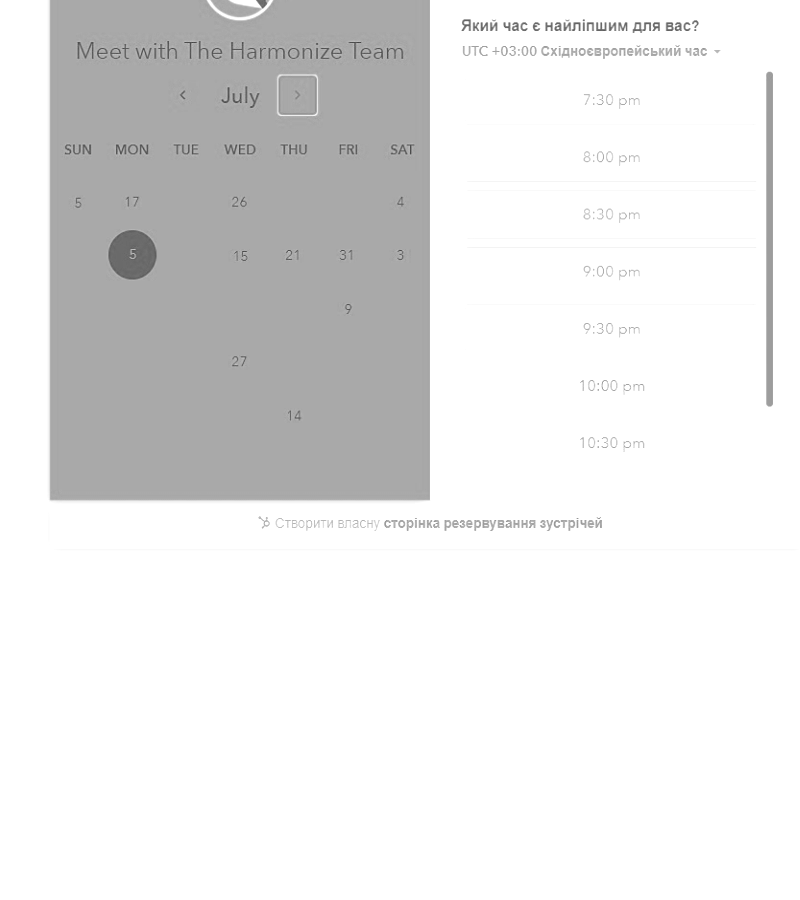 Meet with The Harmonize Team
July
SUN MON TUE WED THU FRI SAT
5 17 26 4
5 15 21 31 3
9
27
14
Який час є найліпшим для вас?
UTC +03:00 Східноєвропейський час
7:30 pm
8:00 pm
8:30 pm
9:00 pm
9:30 pm
10:00 pm
10:30 pm
Створити власну сторінка резервування зустрічей